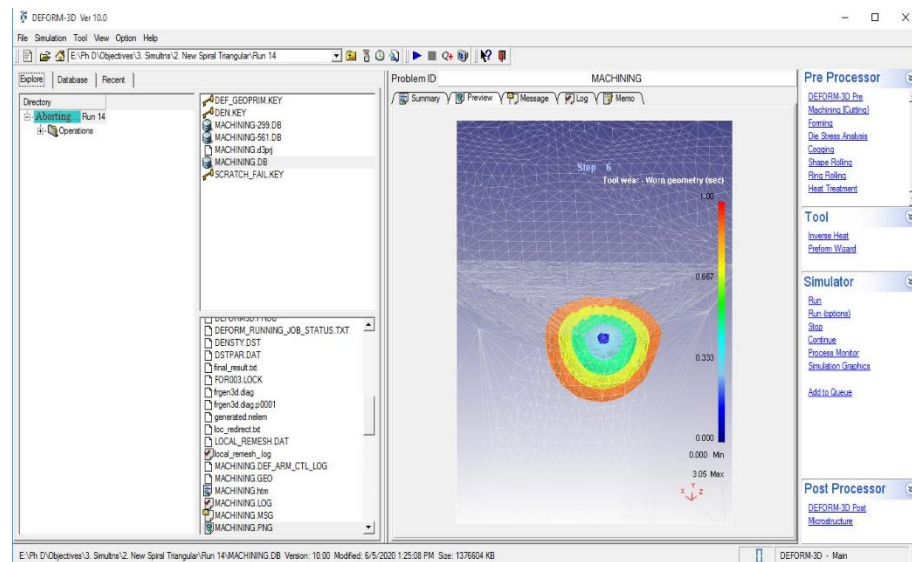 DEFORM-3D Ver 10.0
File Simulation Tool View Option Help
E:\Ph D\Objectives\3. Simultns\2. New Spiral Triangular\Run 14
Explore Database Recent
Directory
Aborting... Run 14
Operations
DEF_GEOPRIM.KEY
DEN.KEY
MACHINING-299.DB
MACHINING-561.DB
MACHINING.d3prj
MACHINING.DB
SCRATCH_FAIL.KEY
DEFORM_RUNNING_JOB_STATUS.TXT
DENSTY.DST
DSTPAR.DAT
final_result.txt
FOR003.LOCK
frgen3d.diag
frgen3d.diag.p0001
generated.nelem
loc_redirect.txt
LOCAL_REMESH.DAT
local_remesh_log
MACHINING.DEF_ARM_CTL_LOG
MACHINING.GEO
MACHINING.htm
MACHINING.LOG
MACHINING.MSG
MACHINING.PNG
Problem ID MACHINING
Summary Preview Message Log Memo
Step 6
Tool wear - Worn geometry (sec)
1.00
0.667
0.333
0.000
0.000 Min
3.05 Max
X Y Z
Pre Processor
DEFORM-3D Pre
Machining [Cutting]
Forming
Die Stress Analysis
Cogging
Shape Rolling
Ring Rolling
Heat Treatment
Tool
Inverse Heat
Preform Wizard
Simulator
Run
Run (options)
Stop
Continue
Process Monitor
Simulation Graphics
Add to Queue
Post Processor
DEFORM-3D Post
Microstructure
E:\Ph D\Objectives\3. Simultns\2. New Spiral Triangular\Run 14\MACHINING.DB Version: 10.00 Modified: 6/5/2020 1:25:08 PM Size: 1376604 KB
DEFORM-3D - Main